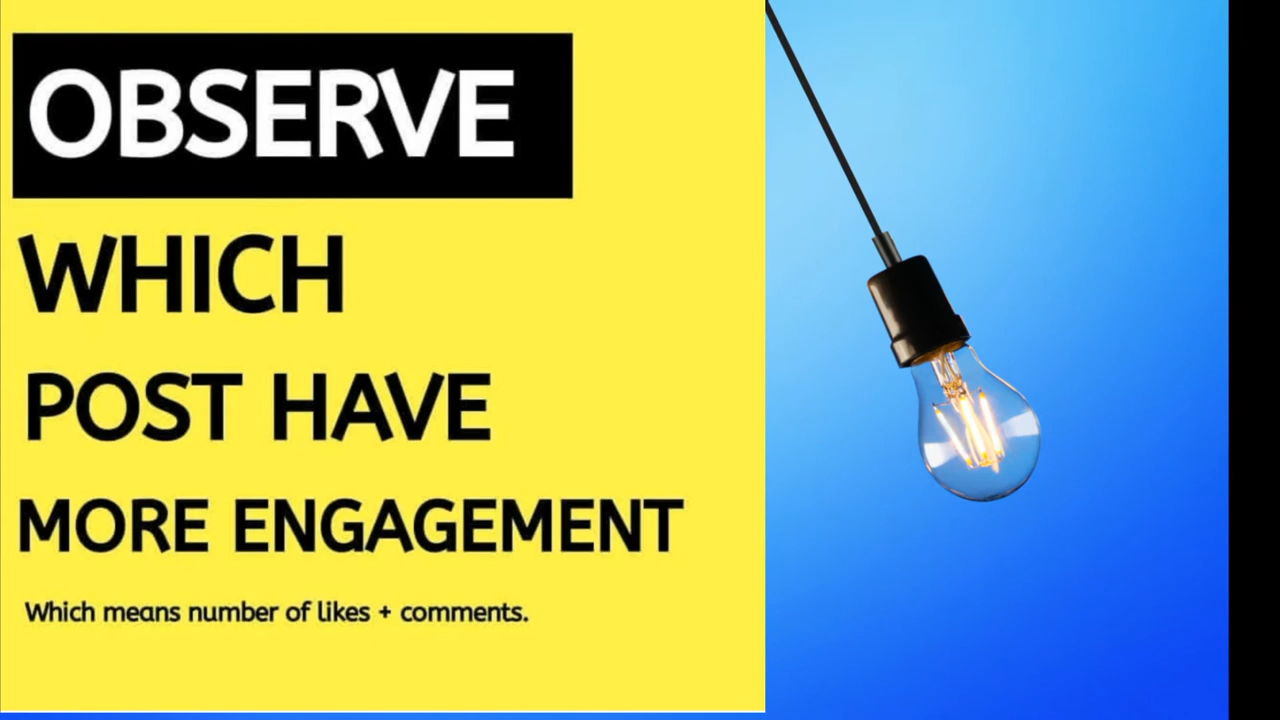 OBSERVE
WHICH
POST HAVE
MORE ENGAGEMENT
Which means number of likes + comments.